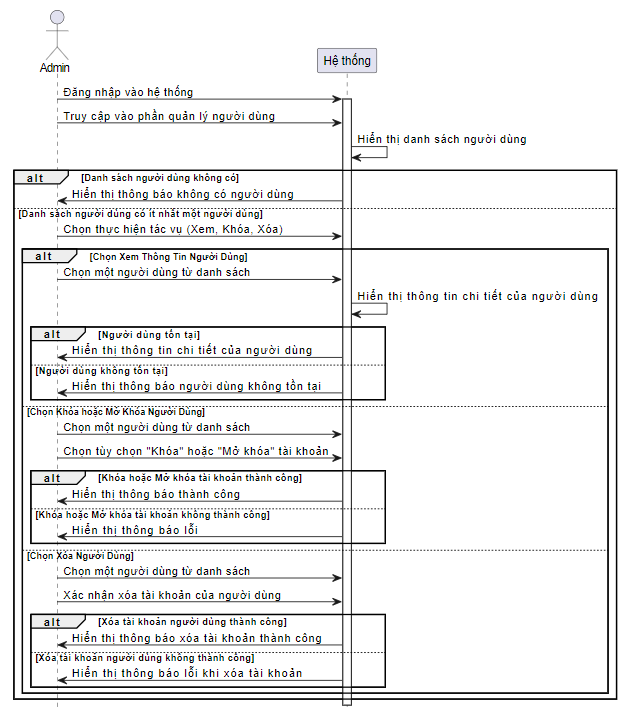 Admin
Hệ thống
Đăng nhập vào hệ thống
Truy cập vào phần quản lý người dùng
Hiển thị danh sách người dùng
alt [Danh sách người dùng không có]
Hiển thị thông báo không có người dùng
[Danh sách người dùng có ít nhất một người dùng]
Chọn thực hiện tác vụ (Xem, Khóa, Xóa)
alt [Chọn Xem Thông Tin Người Dùng]
Chọn một người dùng từ danh sách
Hiển thị thông tin chi tiết của người dùng
alt [Người dùng tồn tại]
Hiển thị thông tin chi tiết của người dùng
[Người dùng không tồn tại]
Hiển thị thông báo người dùng không tồn tại
[Chọn Khóa hoặc Mở Khóa Người Dùng]
Chọn một người dùng từ danh sách
Chọn tùy chọn "Khóa" hoặc "Mở khóa" tài khoản
alt [Khóa hoặc Mở khóa tài khoản thành công]
Hiển thị thông báo thành công
[Khóa hoặc Mở khóa tài khoản không thành công]
Hiển thị thông báo lỗi
[Chọn Xóa Người Dùng]
Chọn một người dùng từ danh sách
Xác nhận xóa tài khoản của người dùng
alt [Xóa tài khoản người dùng thành công]
Hiển thị thông báo xóa tài khoản thành công
[Xóa tài khoản người dùng không thành công]
Hiển thị thông báo lỗi khi xóa tài khoản